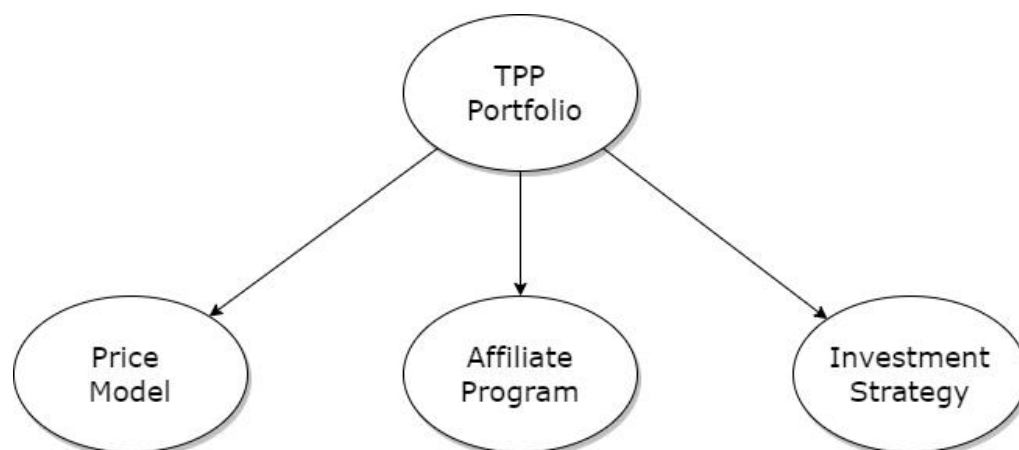 TPP
Portfolio
Price
Model
Affiliate
Program
Investment
Strategy